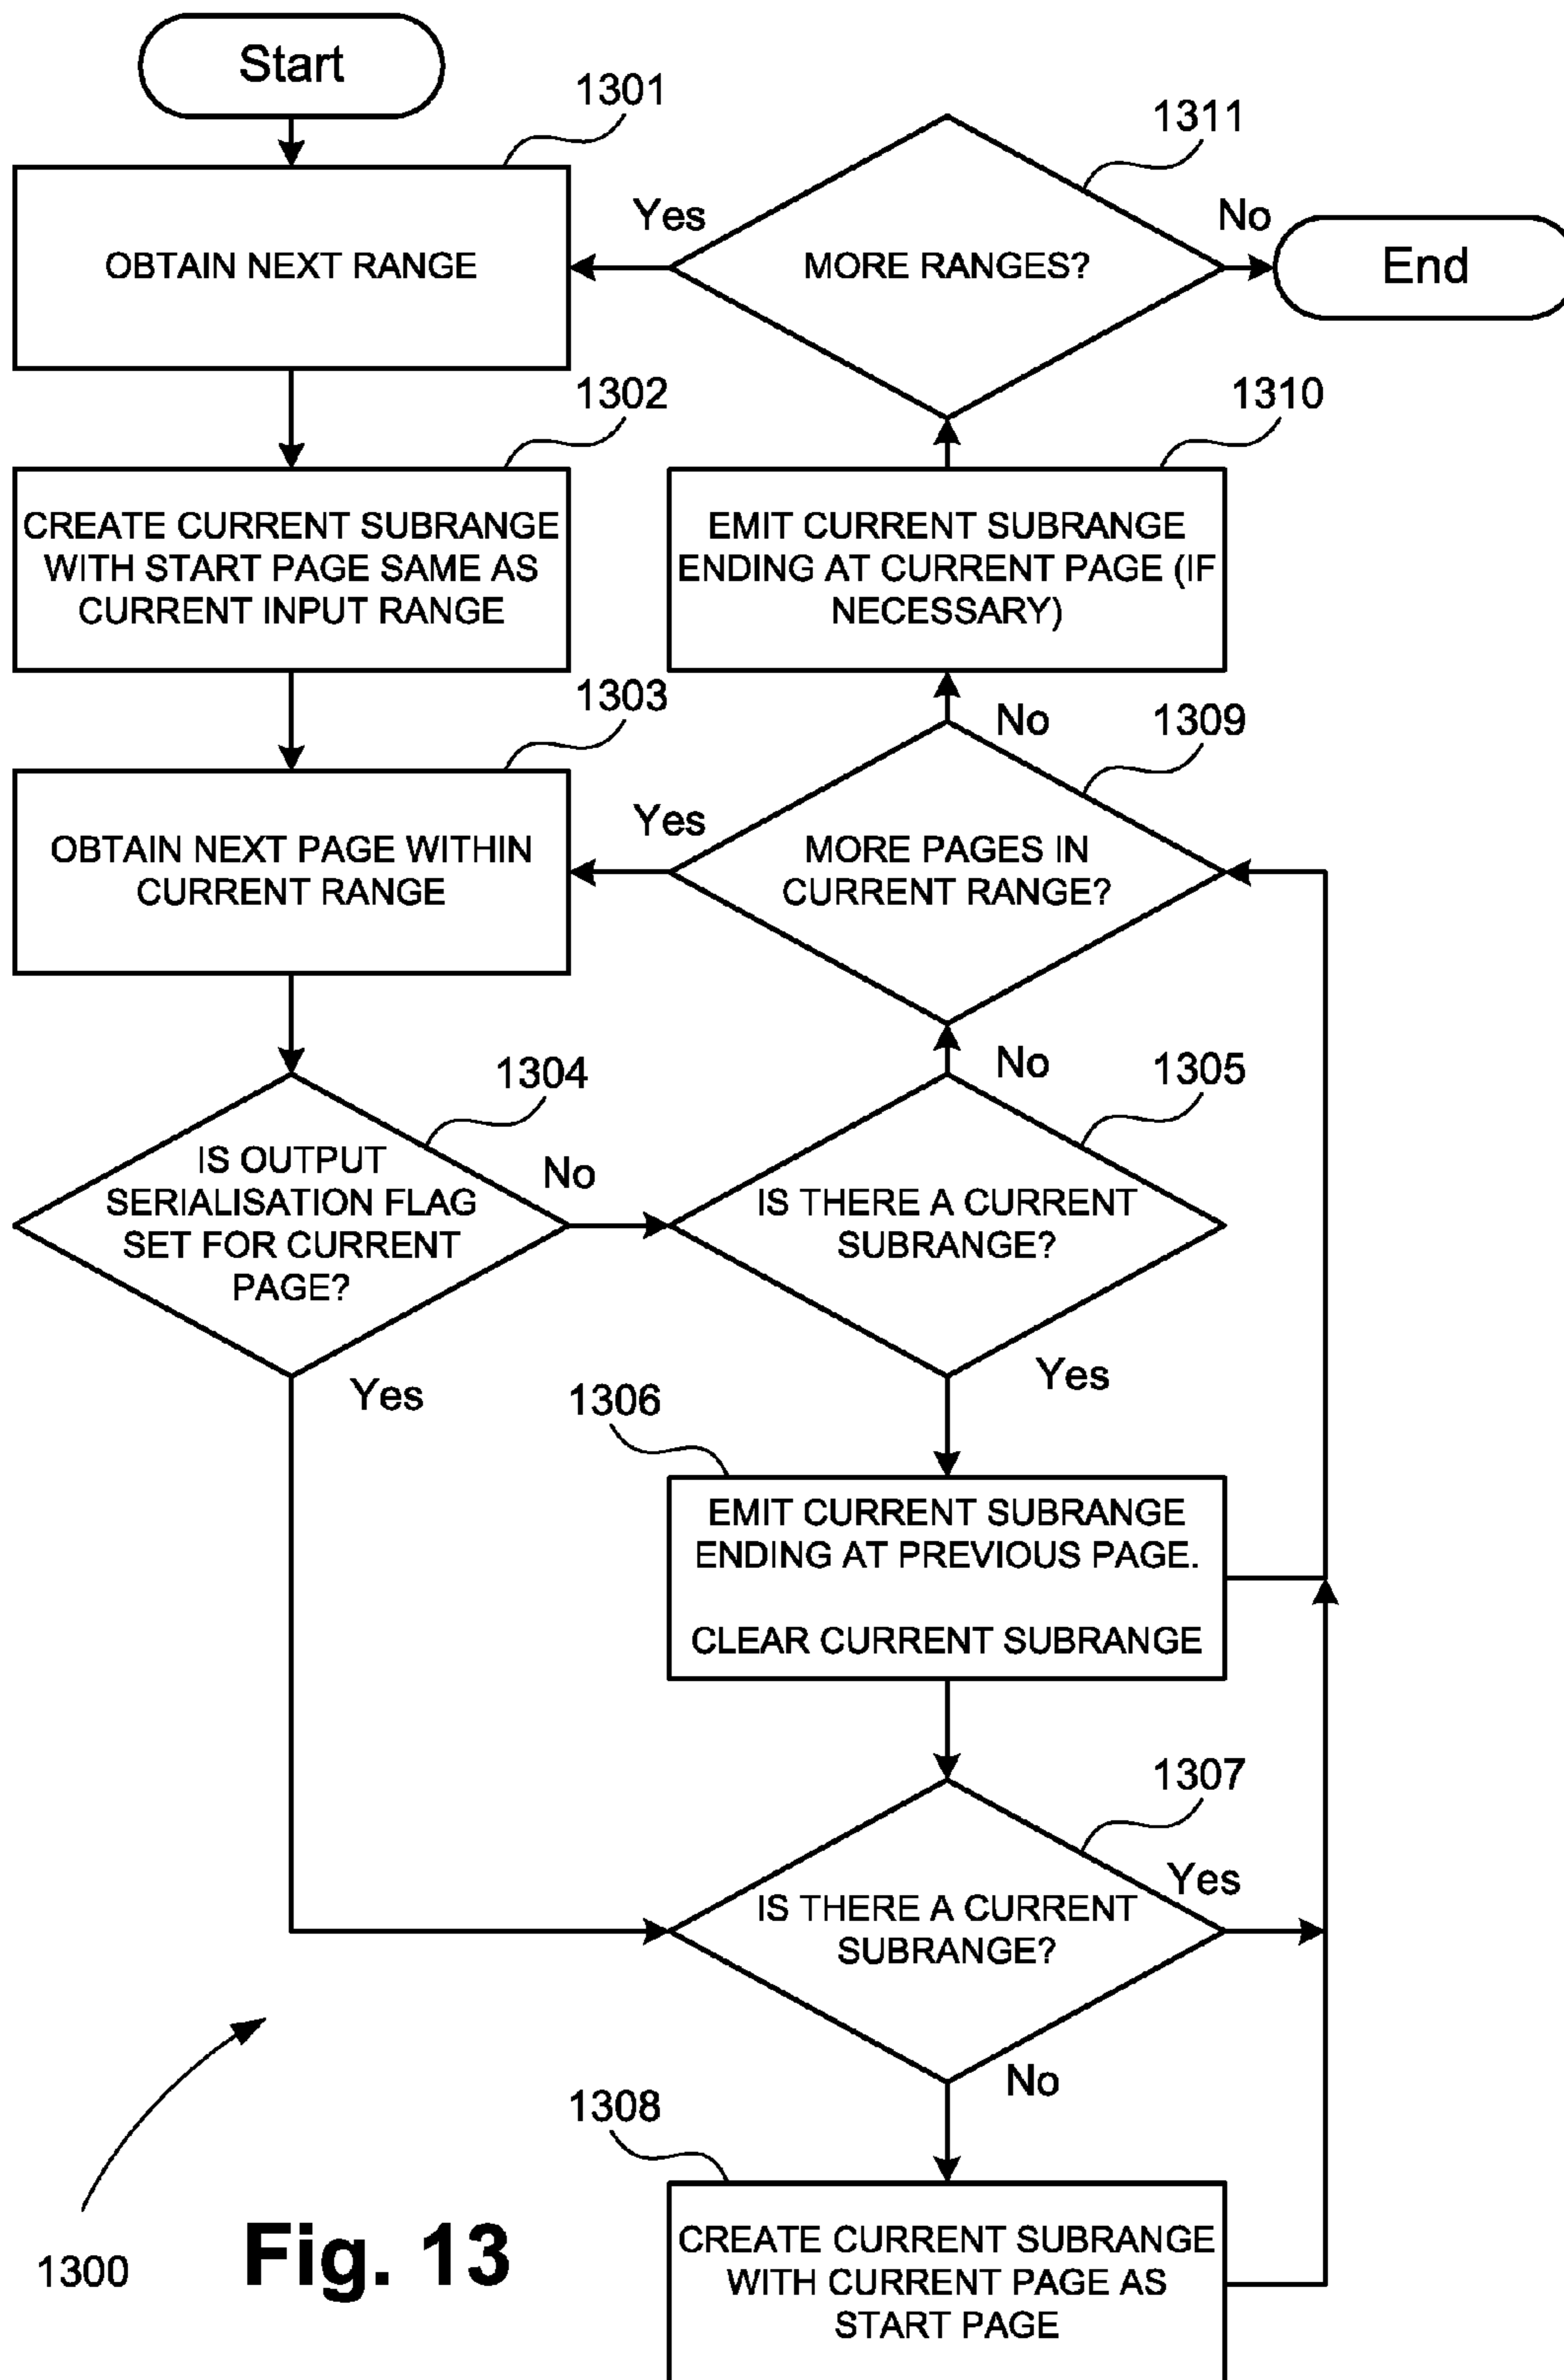 Start
1301
OBTAIN NEXT RANGE
1311
Yes
MORE RANGES?
No
End
1302
CREATE CURRENT SUBRANGE
WITH START PAGE SAME AS
CURRENT INPUT RANGE
1310
EMIT CURRENT SUBRANGE
ENDING AT CURRENT PAGE (IF
NECESSARY)
1303
OBTAIN NEXT PAGE WITHIN
CURRENT RANGE
No
1309
Yes
MORE PAGES IN
CURRENT RANGE?
1304
IS OUTPUT
SERIALISATION FLAG
SET FOR CURRENT
PAGE?
No
Yes
No
1305
IS THERE A CURRENT
SUBRANGE?
Yes
1306
EMIT CURRENT SUBRANGE
ENDING AT PREVIOUS PAGE.
CLEAR CURRENT SUBRANGE
1307
Yes
IS THERE A CURRENT
SUBRANGE?
No
1308
CREATE CURRENT SUBRANGE
WITH CURRENT PAGE AS
START PAGE
1300
Fig. 13